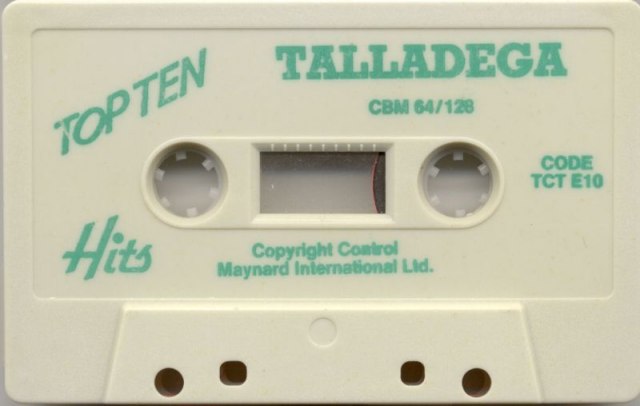 TOP TEN
TALLADEGA
CBM 64/128
CODE
TCT E10
Hits
Copyright Control
Maynard International Ltd.